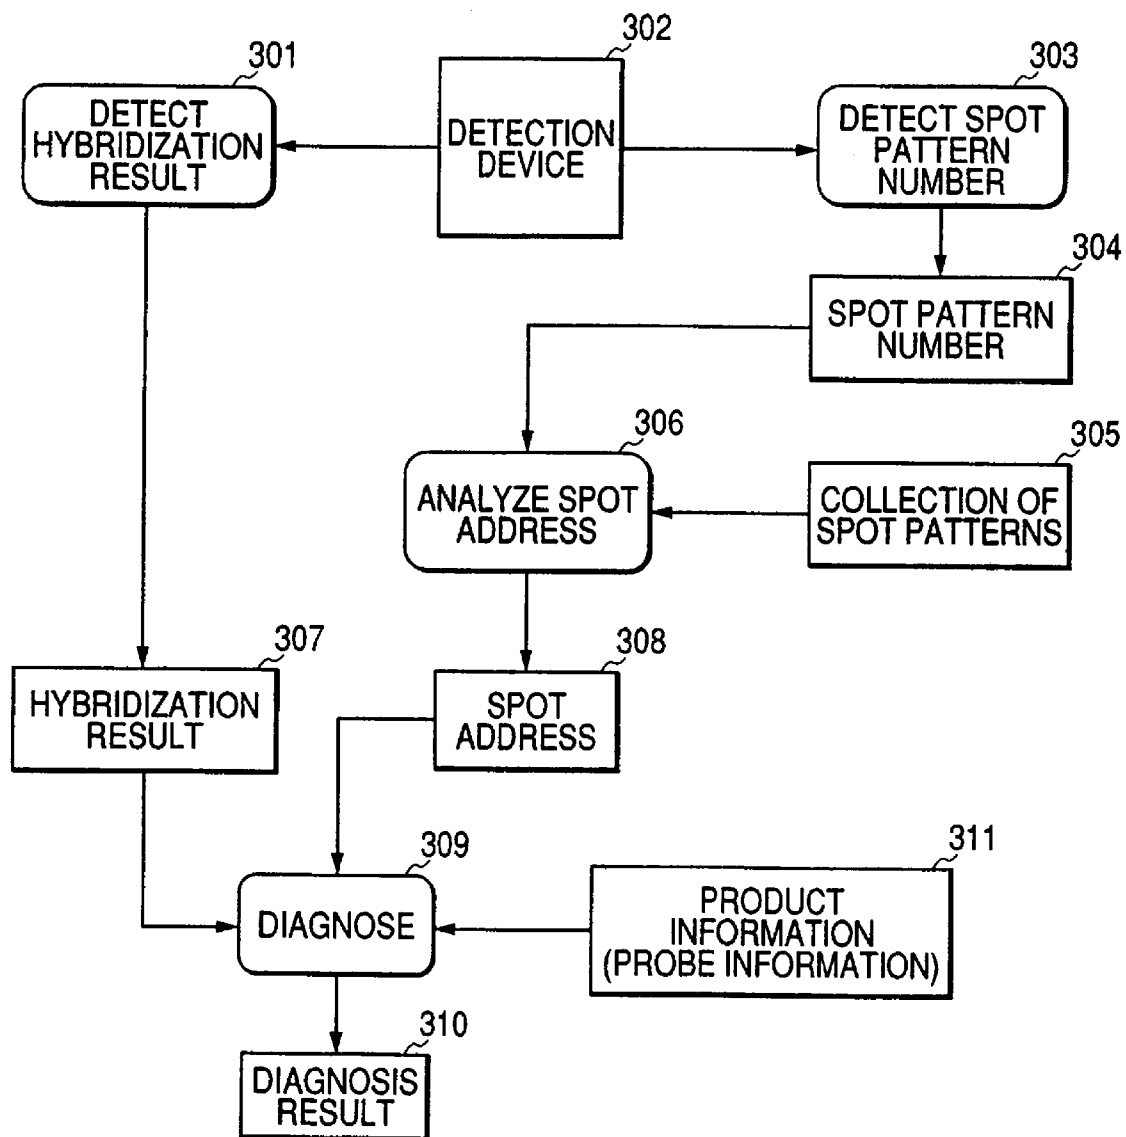 301
DETECT
HYBRIDIZATION
RESULT
302
DETECTION
DEVICE
303
DETECT SPOT
PATTERN
NUMBER
304
SPOT PATTERN
NUMBER
305
COLLECTION OF
SPOT PATTERNS
306
ANALYZE SPOT
ADDRESS
307
HYBRIDIZATION
RESULT
308
SPOT
ADDRESS
309
DIAGNOSE
311
PRODUCT
INFORMATION
(PROBE INFORMATION)
310
DIAGNOSIS
RESULT